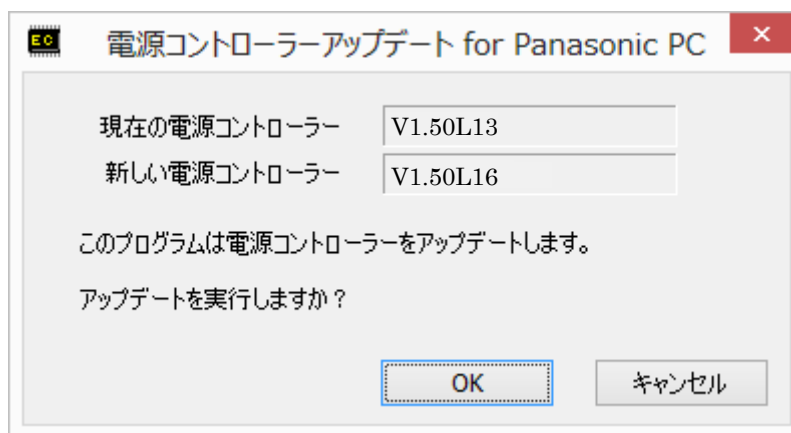 EC 電源コントローラーアップデート for Panasonic PC
現在の電源コントローラー V1.50L13
新しい電源コントローラー V1.50L16
このプログラムは電源コントローラーをアップデートします。
アップデートを実行しますか？
OK キャンセル